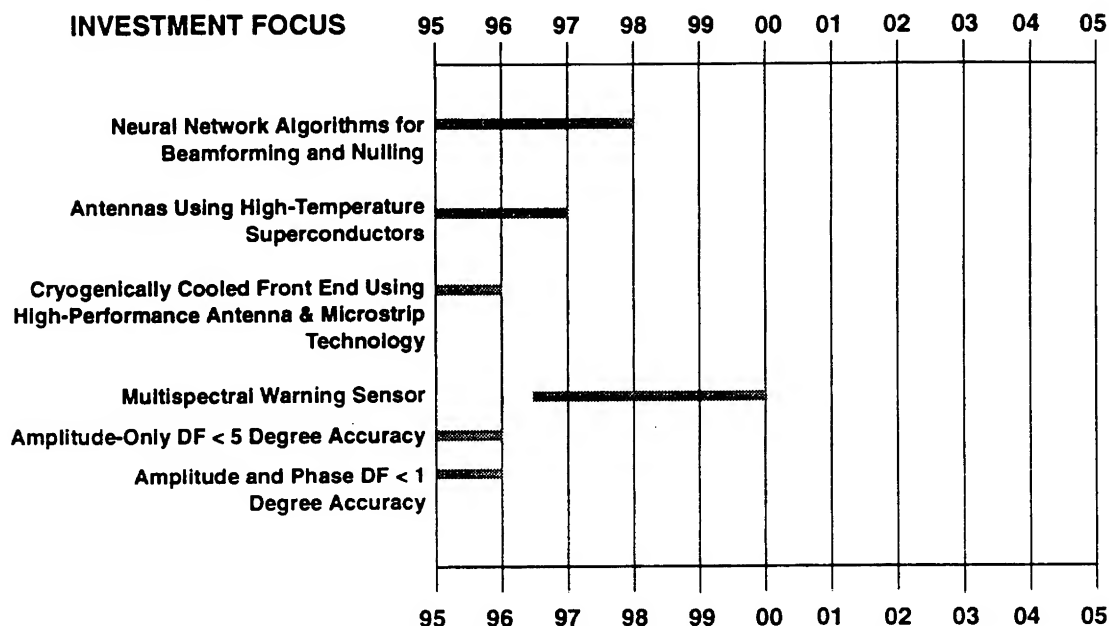 INVESTMENT FOCUS
95 96 97 98 99 00 01 02 03 04 05
Neural Network Algorithms for
Beamforming and Nulling
Antennas Using High-Temperature
Superconductors
Cryogenically Cooled Front End Using
High-Performance Antenna & Microstrip
Technology
Multispectral Warning Sensor
Amplitude-Only DF < 5 Degree Accuracy
Amplitude and Phase DF < 1
Degree Accuracy
95 96 97 98 99 00 01 02 03 04 05